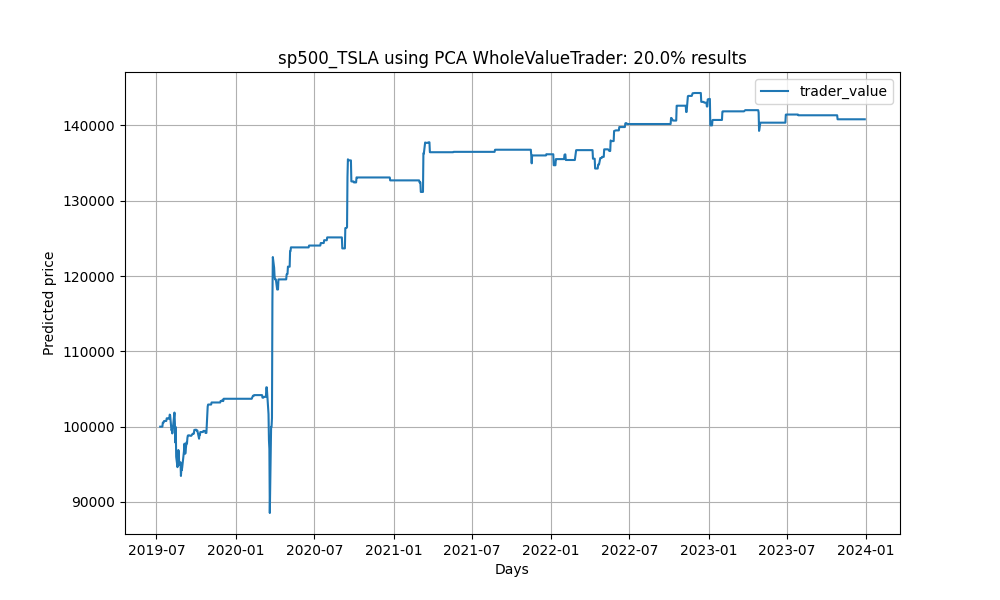 sp500_TSLA using PCA WholeValueTrader: 20.0% results
trader_value
140000
130000
120000
110000
100000
90000
Predicted price
2019-07 2020-01 2020-07 2021-01 2021-07 2022-01 2022-07 2023-01 2023-07 2024-01
Days